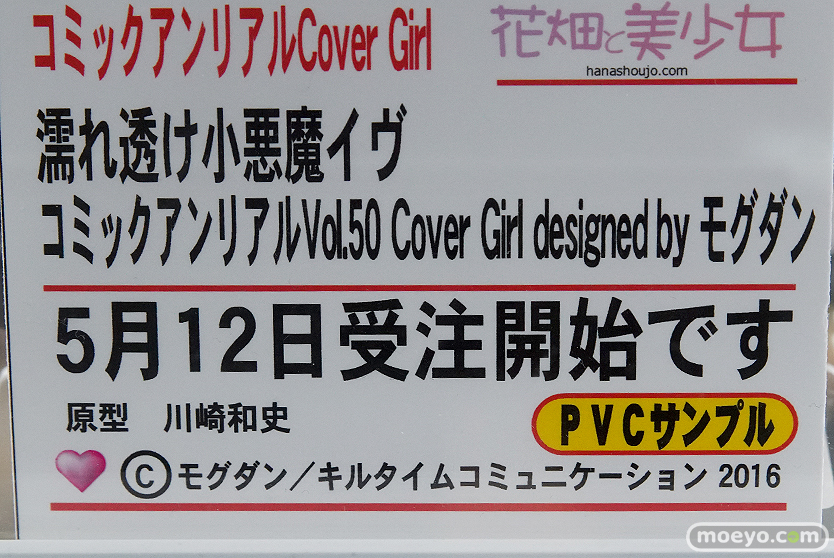 コミックアンリアルCover Girl
花畑と美少女
hanashoujo.com
濡れ透け小悪魔イヴ
コミックアンリアルVol.50 Cover Girl designed by モグダン
5月12日受注開始です
原型　川崎和史
PVCサンプル
©モグダン／キルタイムコミュニケーション 2016
moeyo.com